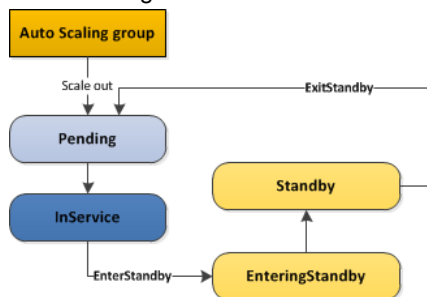 Auto Scaling group
Scale out
ExitStandby
Pending
Standby
InService
EnterStandby
EnteringStandby